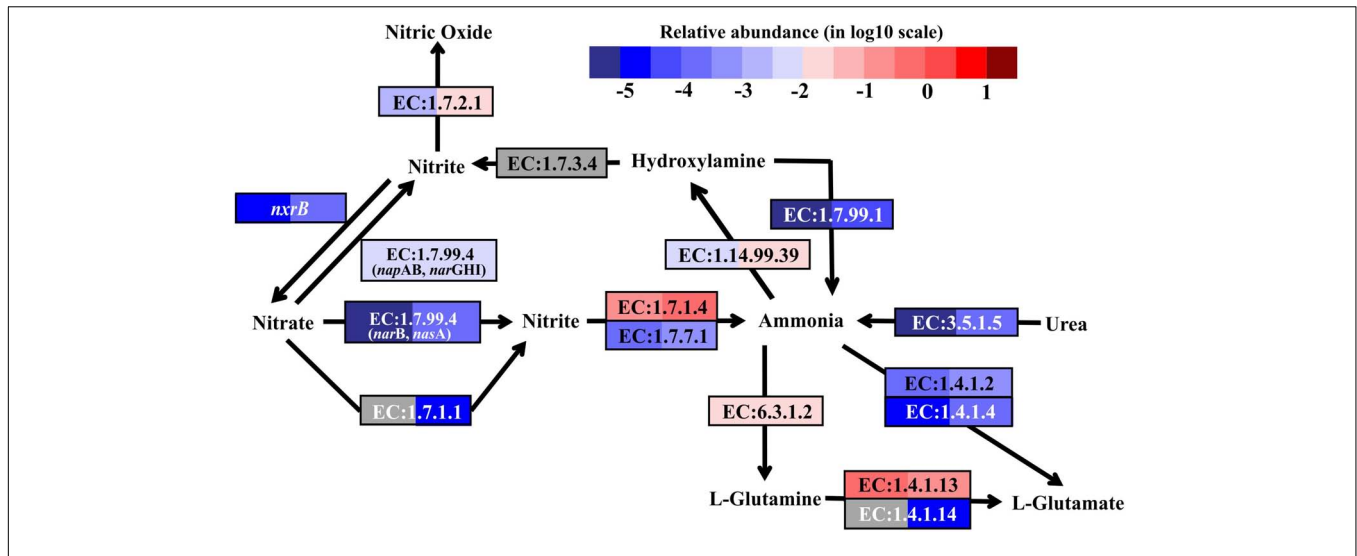 Nitric Oxide
Relative abundance (in log10 scale)
-5 -4 -3 -2 -1 0 1
EC:1.7.2.1
Nitrite
EC:1.7.3.4
Hydroxylamine
nxrB
EC:1.7.99.1
EC:1.7.99.4
(napAB, narGHI)
EC:1.14.99.39
Nitrate
EC:1.7.99.4
(narB, nasA)
Nitrite
EC:1.7.1.4
EC:1.7.7.1
Ammonia
EC:3.5.1.5
Urea
EC:1.7.1.1
EC:6.3.1.2
EC:1.4.1.2
EC:1.4.1.4
L-Glutamine
EC:1.4.1.13
EC:1.4.1.14
L-Glutamate